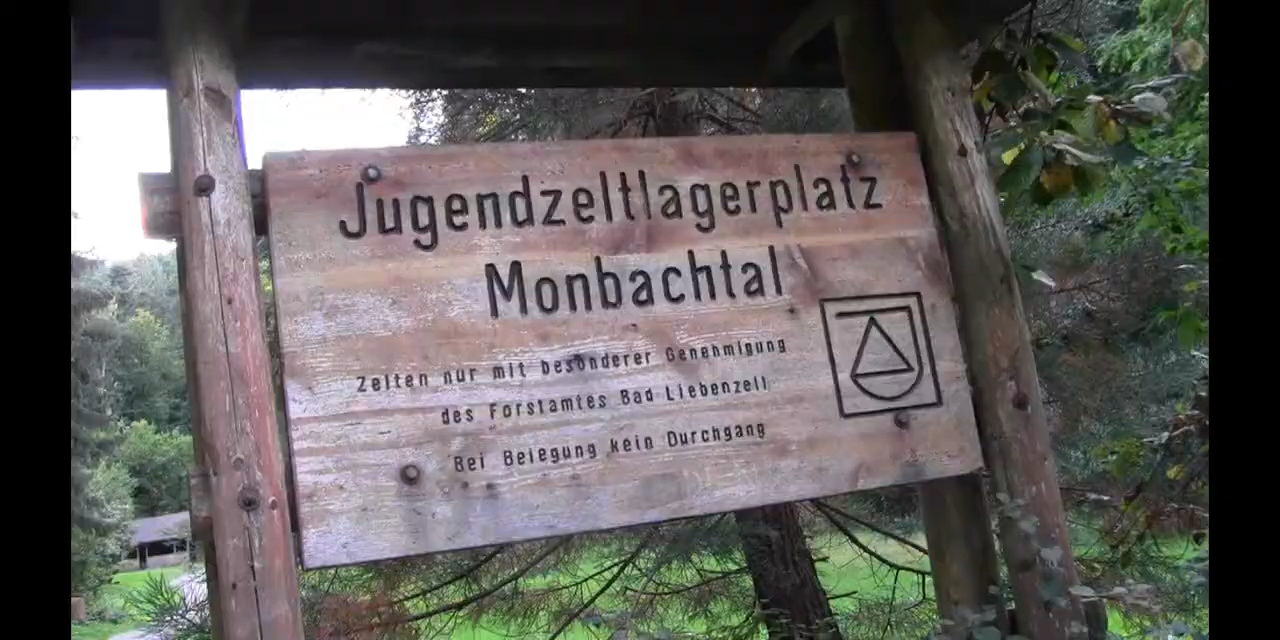 Jugendzeltlagerplatz
Monbachtal
Zelten nur mit besonderer Genehmigung
des Forstamtes Bad Liebenzell
Bei Belegung kein Durchgang